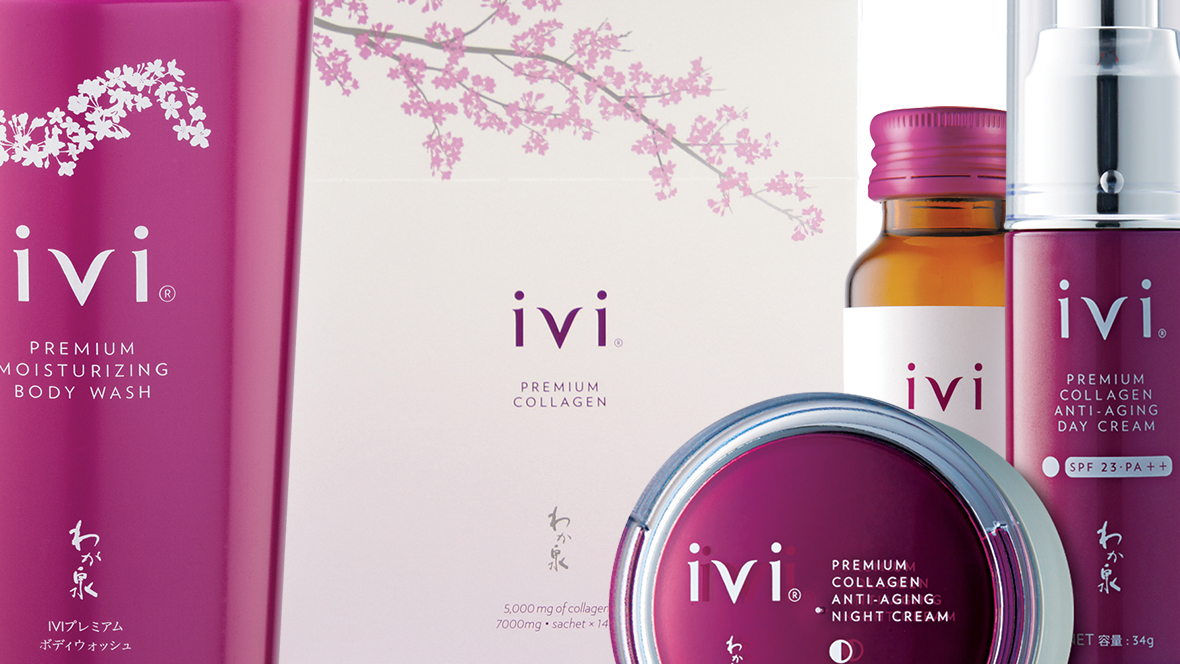 ivi®
PREMIUM
MOISTURIZING
BODY WASH
わか泉
IVIプレミアム
ボディウォッシュ
ivi®
PREMIUM
COLLAGEN
わか泉
5,000 mg of collagen
7000mg • sachet × 14
ivi
ivi®
PREMIUM
COLLAGEN
ANTI-AGING
DAY CREAM
SPF 23·PA++
わか泉
NET 容量 : 34g
ivi®
PREMIUM
COLLAGEN
ANTI-AGING
NIGHT CREAM
わか